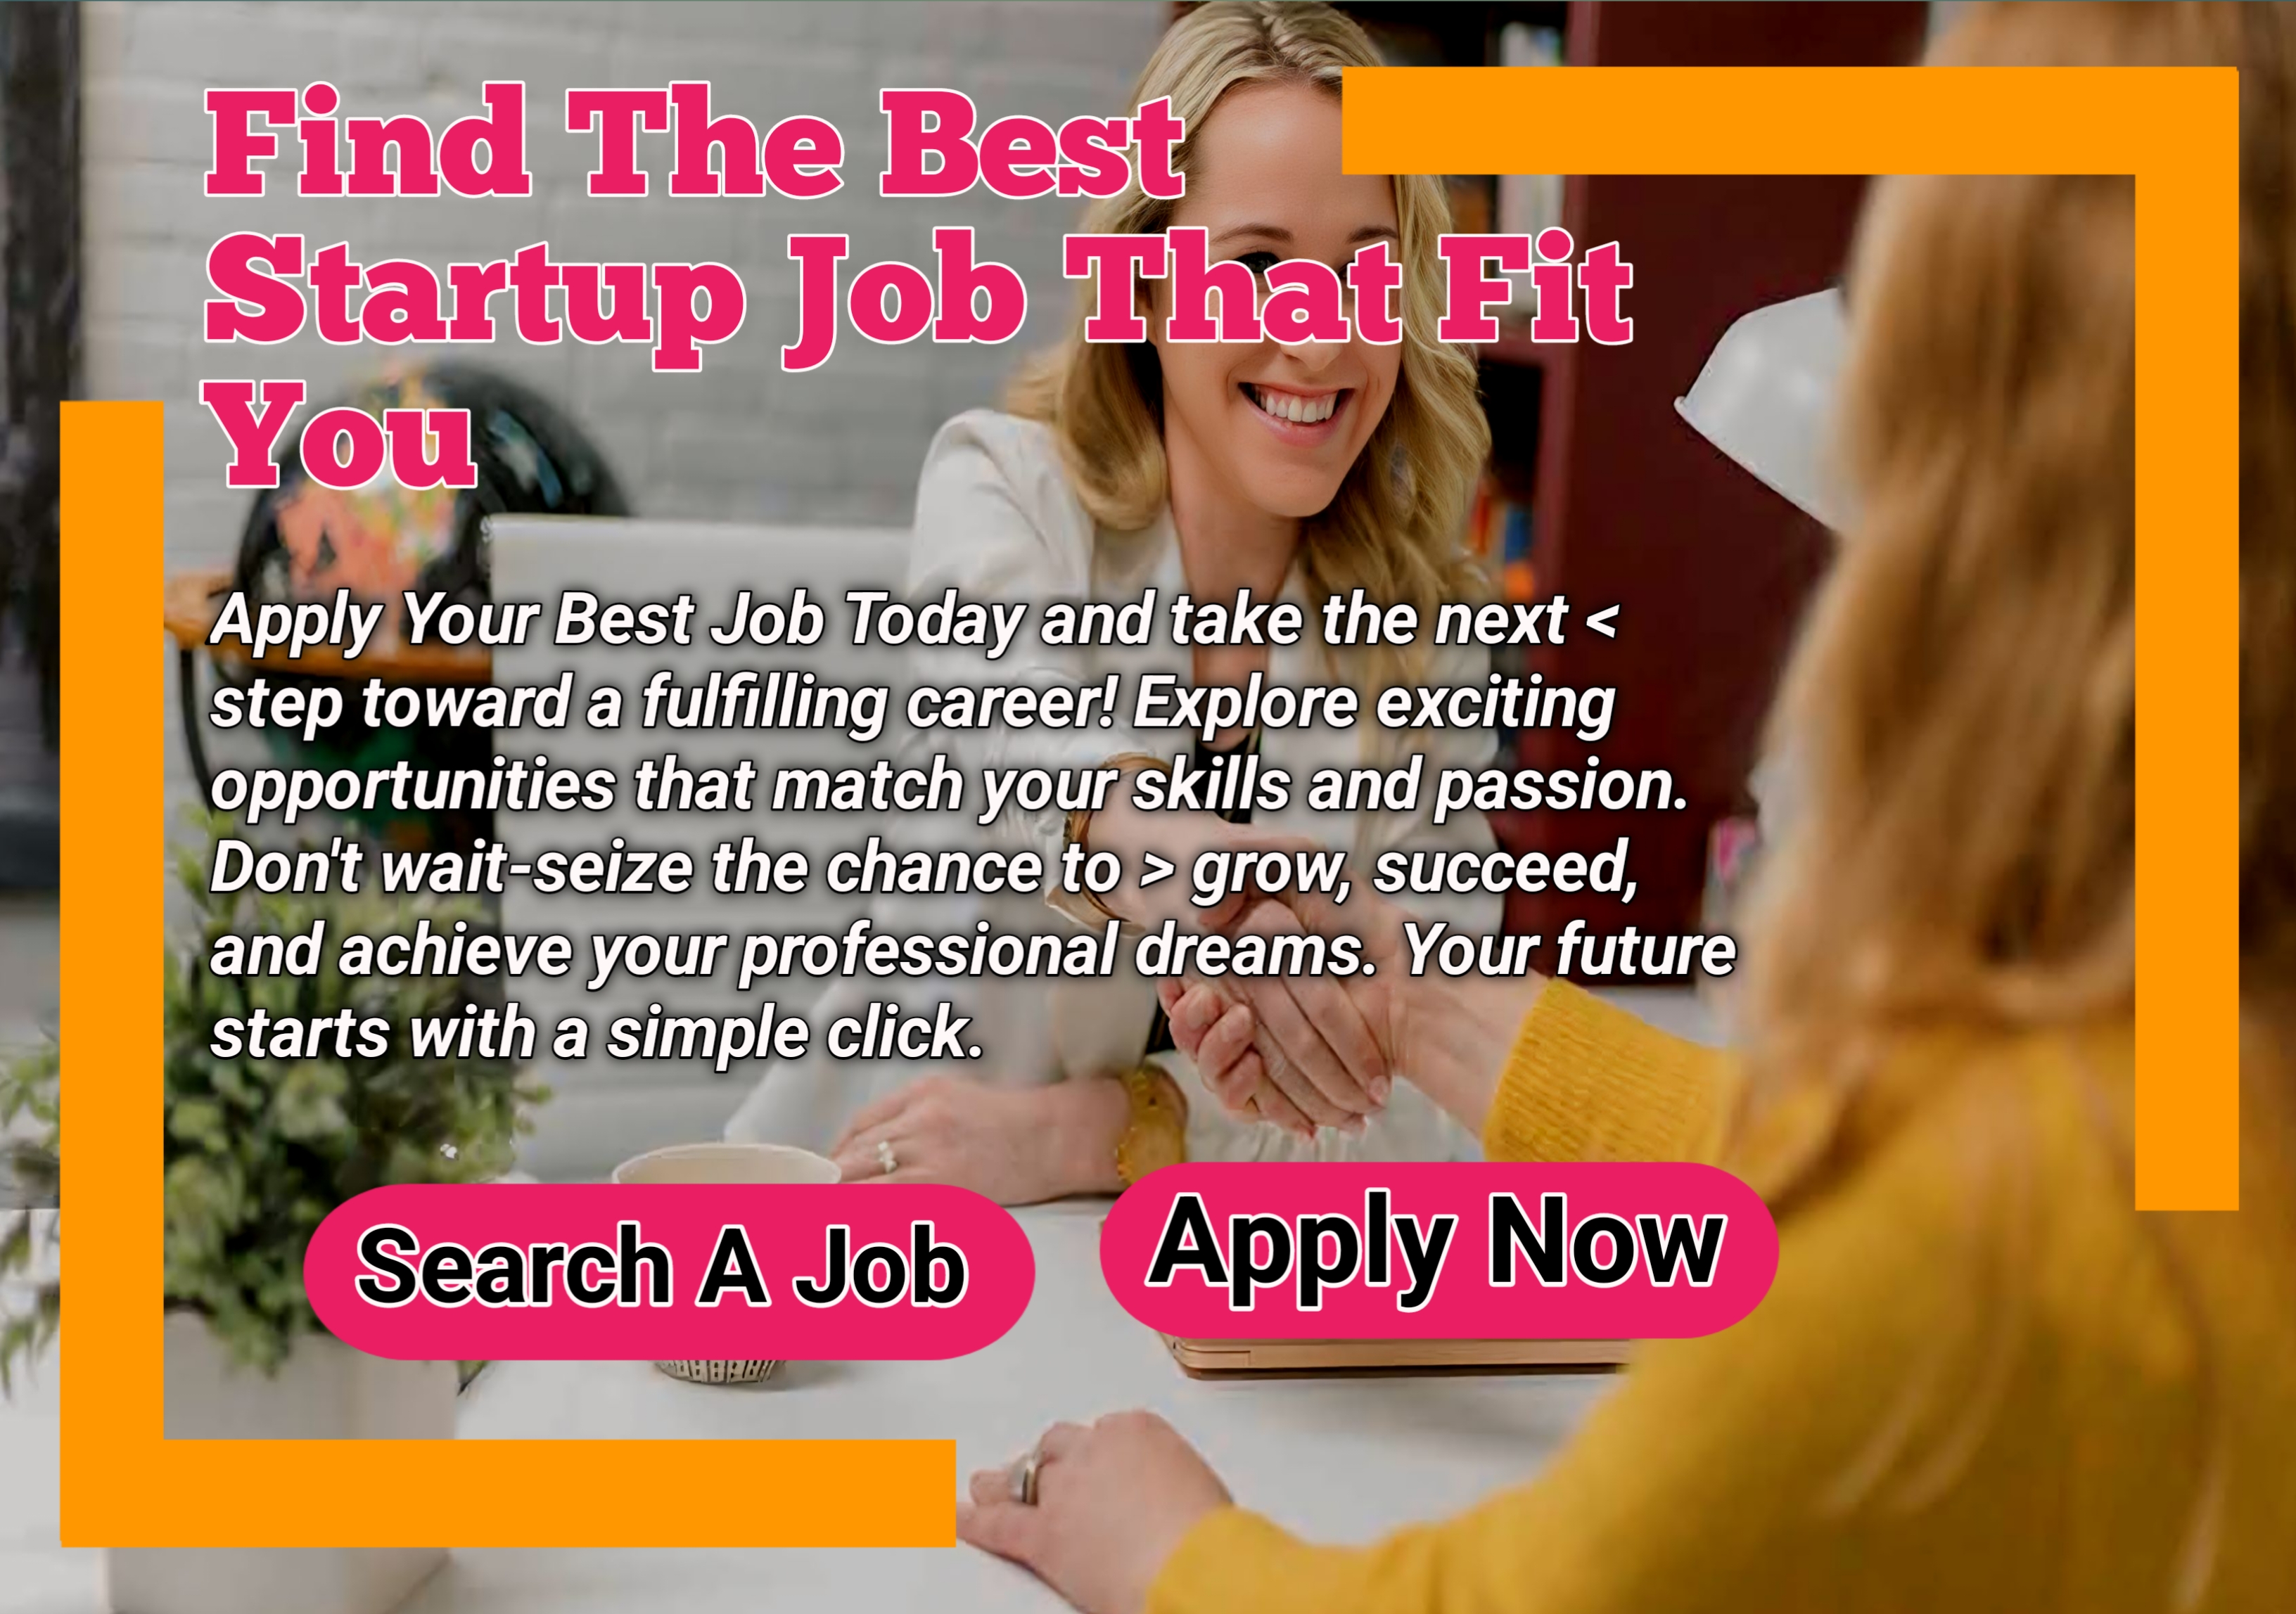 Find The Best
Startup Job That Fit
You
Apply Your Best Job Today and take the next <
step toward a fulfilling career! Explore exciting
opportunities that match your skills and passion.
Don't wait-seize the chance to > grow, succeed,
and achieve your professional dreams. Your future
starts with a simple click.
Search A Job
Apply Now